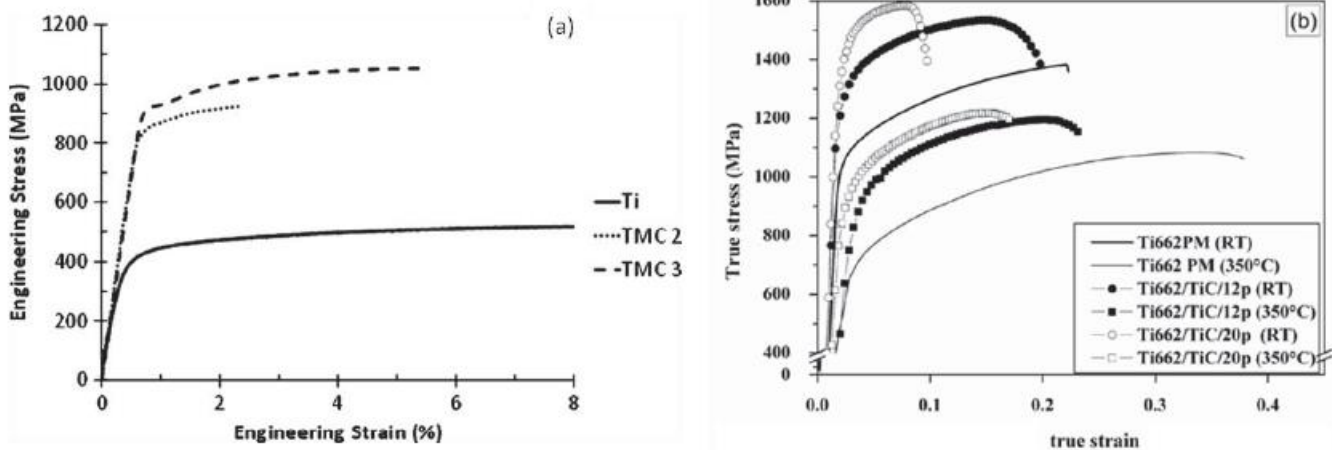 (a)
Engineering Stress (MPa)
1200
1000
800
600
400
200
0
0 2 4 6 8
Engineering Strain (%)
Ti
TMC 2
TMC 3
(b)
True stress (MPa)
1600
1400
1200
1000
800
600
400
0
0.0 0.1 0.2 0.3 0.4
true strain
Ti662PM (RT)
Ti662 PM (350°C)
Ti662/TiC/12p (RT)
Ti662/TiC/12p (350°C)
Ti662/TiC/20p (RT)
Ti662/TiC/20p (350°C)